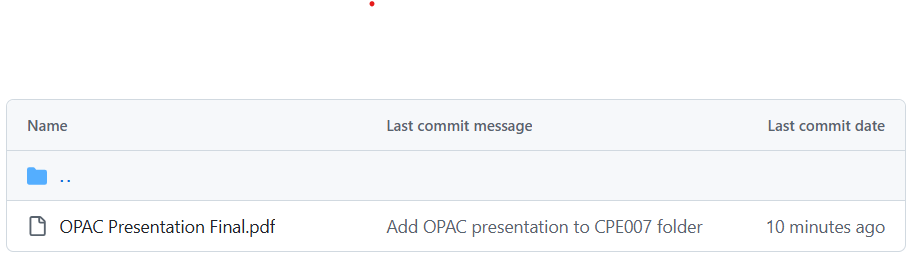 Name Last commit message Last commit date
..
OPAC Presentation Final.pdf Add OPAC presentation to CPE007 folder 10 minutes ago